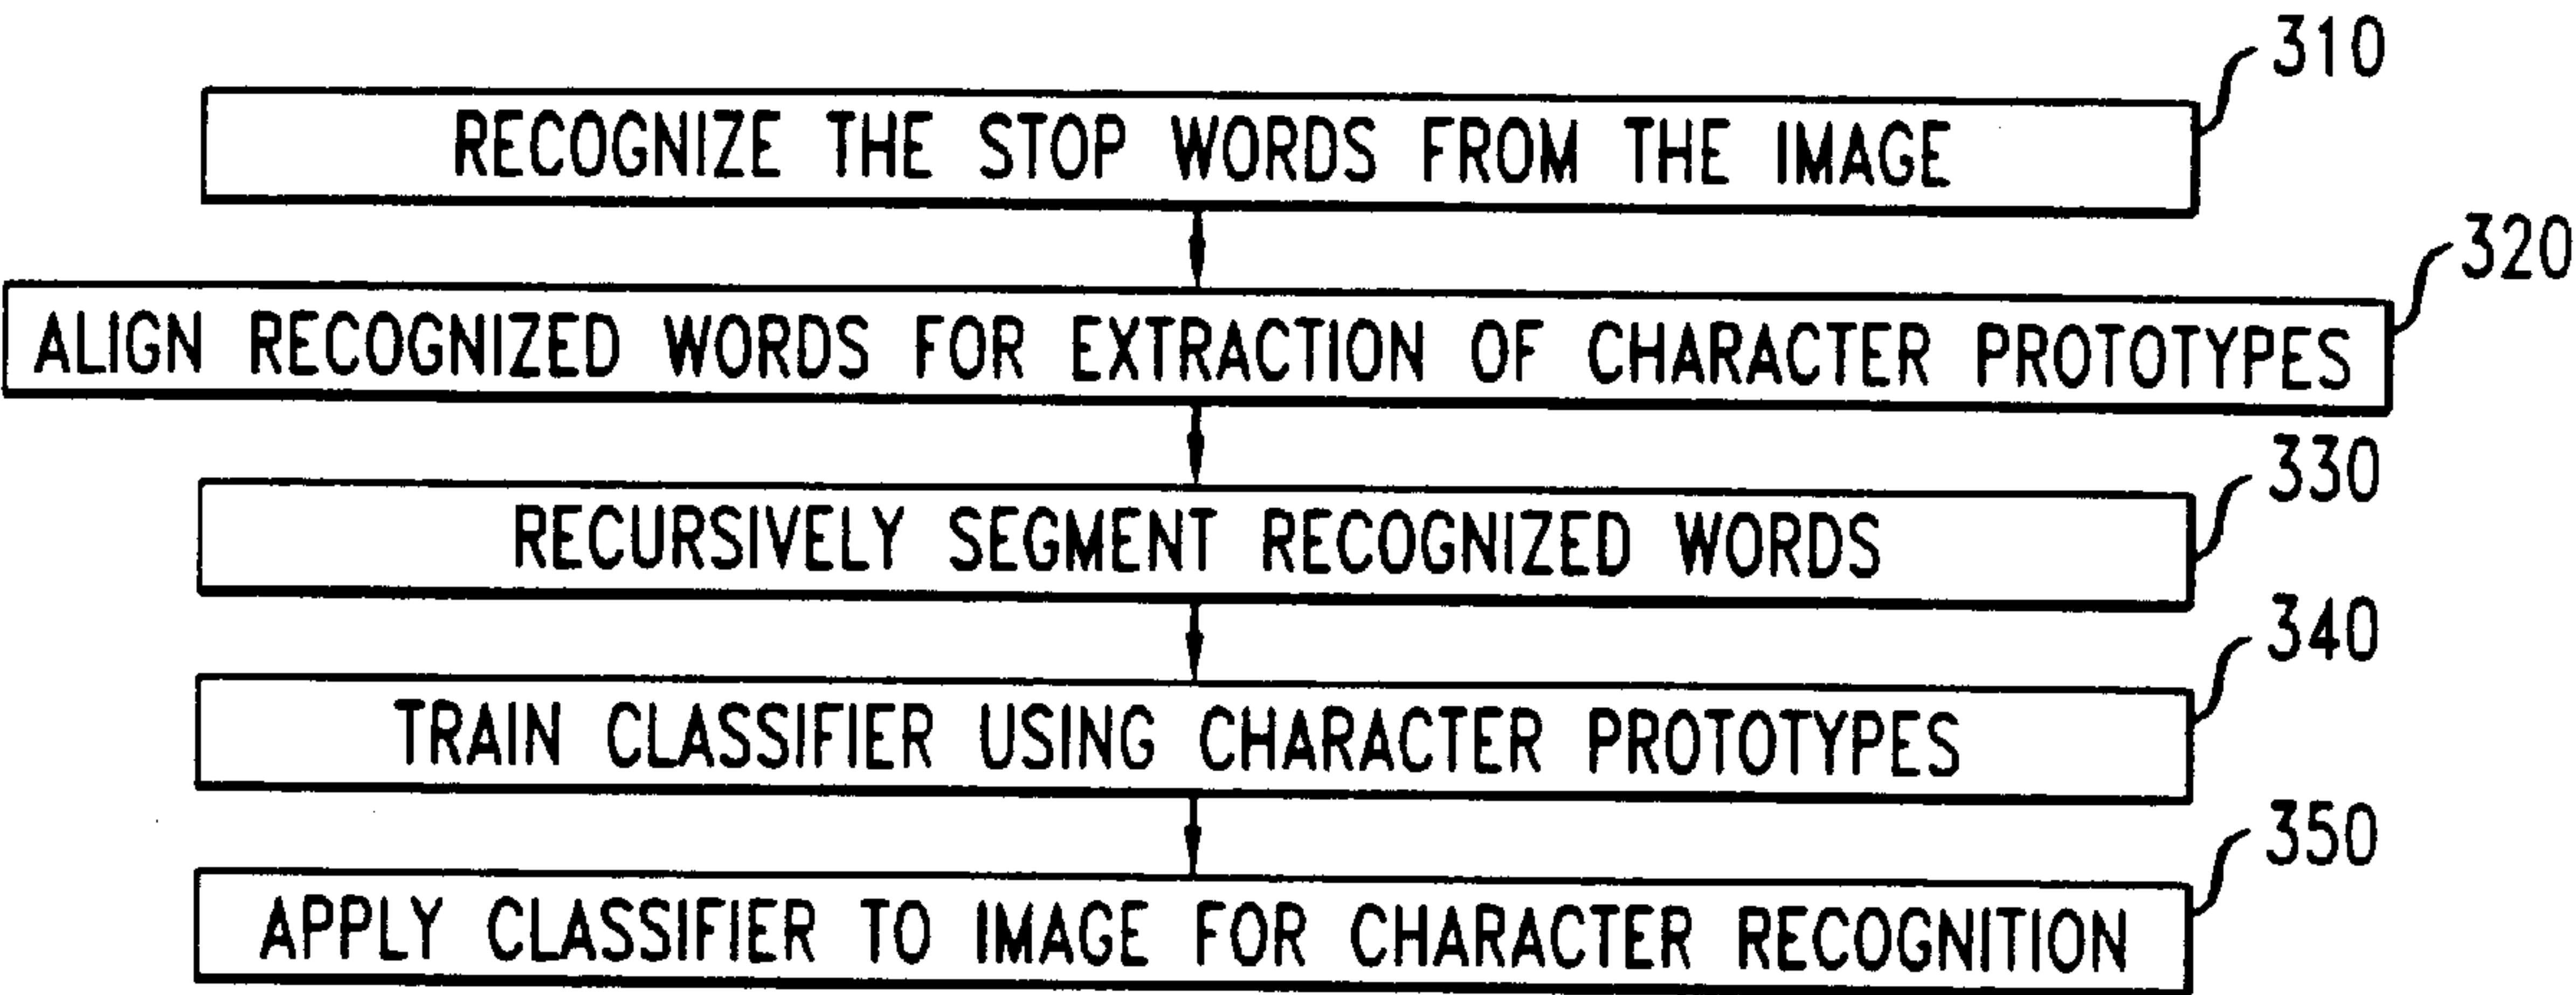 310
RECOGNIZE THE STOP WORDS FROM THE IMAGE
320
ALIGN RECOGNIZED WORDS FOR EXTRACTION OF CHARACTER PROTOTYPES
330
RECURSIVELY SEGMENT RECOGNIZED WORDS
340
TRAIN CLASSIFIER USING CHARACTER PROTOTYPES
350
APPLY CLASSIFIER TO IMAGE FOR CHARACTER RECOGNITION